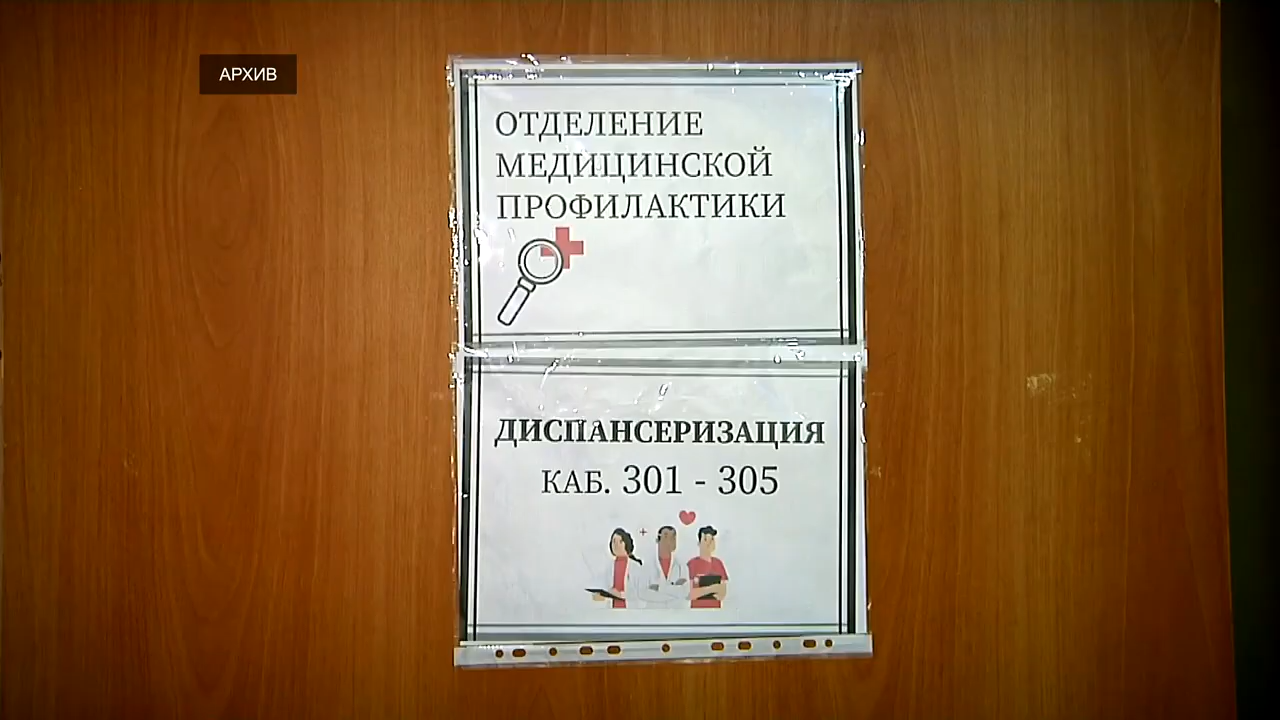 АРХИВ
ОТДЕЛЕНИЕ
МЕДИЦИНСКОЙ
ПРОФИЛАКТИКИ
ДИСПАНСЕРИЗАЦИЯ
КАБ. 301 - 305